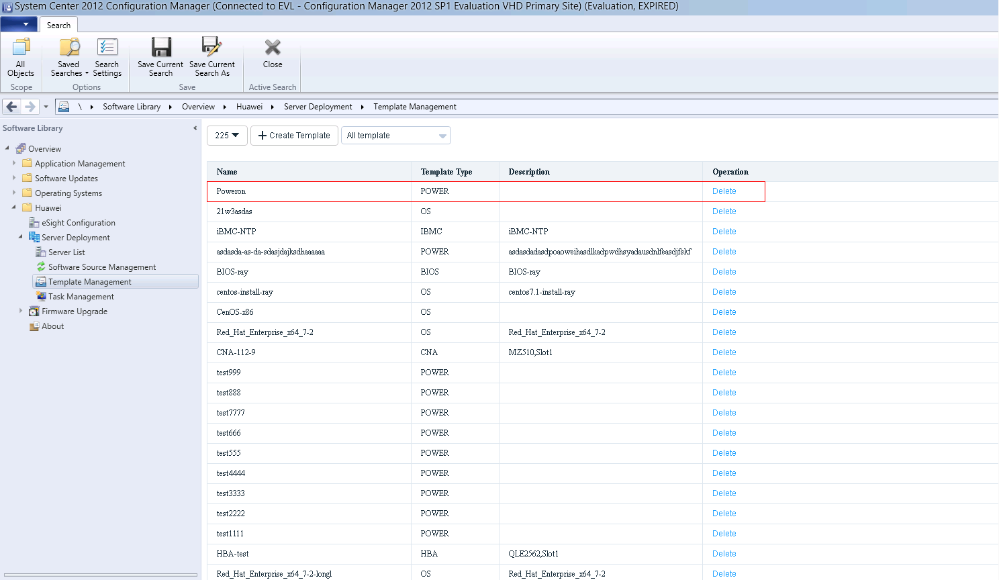 System Center 2012 Configuration Manager (Connected to EVL - Configuration Manager 2012 SP1 Evaluation VHD Primary Site) (Evaluation, EXPIRED)
Search
All Objects
Saved Searches
Search Settings
Save Current Search
Save Current Search As
Close
Scope
Options
Save
Active Search
\ Software Library Overview Huawei Server Deployment Template Management
Software Library
Overview
Application Management
Software Updates
Operating Systems
Huawei
eSight Configuration
Server Deployment
Server List
Software Source Management
Template Management
Task Management
Firmware Upgrade
About
225 Create Template All template
Name Template Type Description Operation
Poweron POWER Delete
21w3asdas OS Delete
iBMC-NTP IBMC iBMC-NTP Delete
asdasda-as-da-sdasjdajksdhaaaaaa POWER asdasdadasdpoaoweihasdlkadpwdhsyadausdnlfeasdjfskf Delete
BIOS-ray BIOS BIOS-ray Delete
centos-install-ray OS centos7.1-install-ray Delete
CenOS-x86 OS Delete
Red_Hat_Enterprise_x64_7-2 OS Red_Hat_Enterprise_x64_7-2 Delete
CNA-112-9 CNA MZ510,Slot1 Delete
test999 POWER Delete
test888 POWER Delete
test7777 POWER Delete
test666 POWER Delete
test555 POWER Delete
test4444 POWER Delete
test3333 POWER Delete
test2222 POWER Delete
test1111 POWER Delete
HBA-test HBA QLE2562,Slot1 Delete
Red_Hat_Enterprise_x64_7-2-longl OS Red_Hat_Enterprise_x64_7-2 Delete